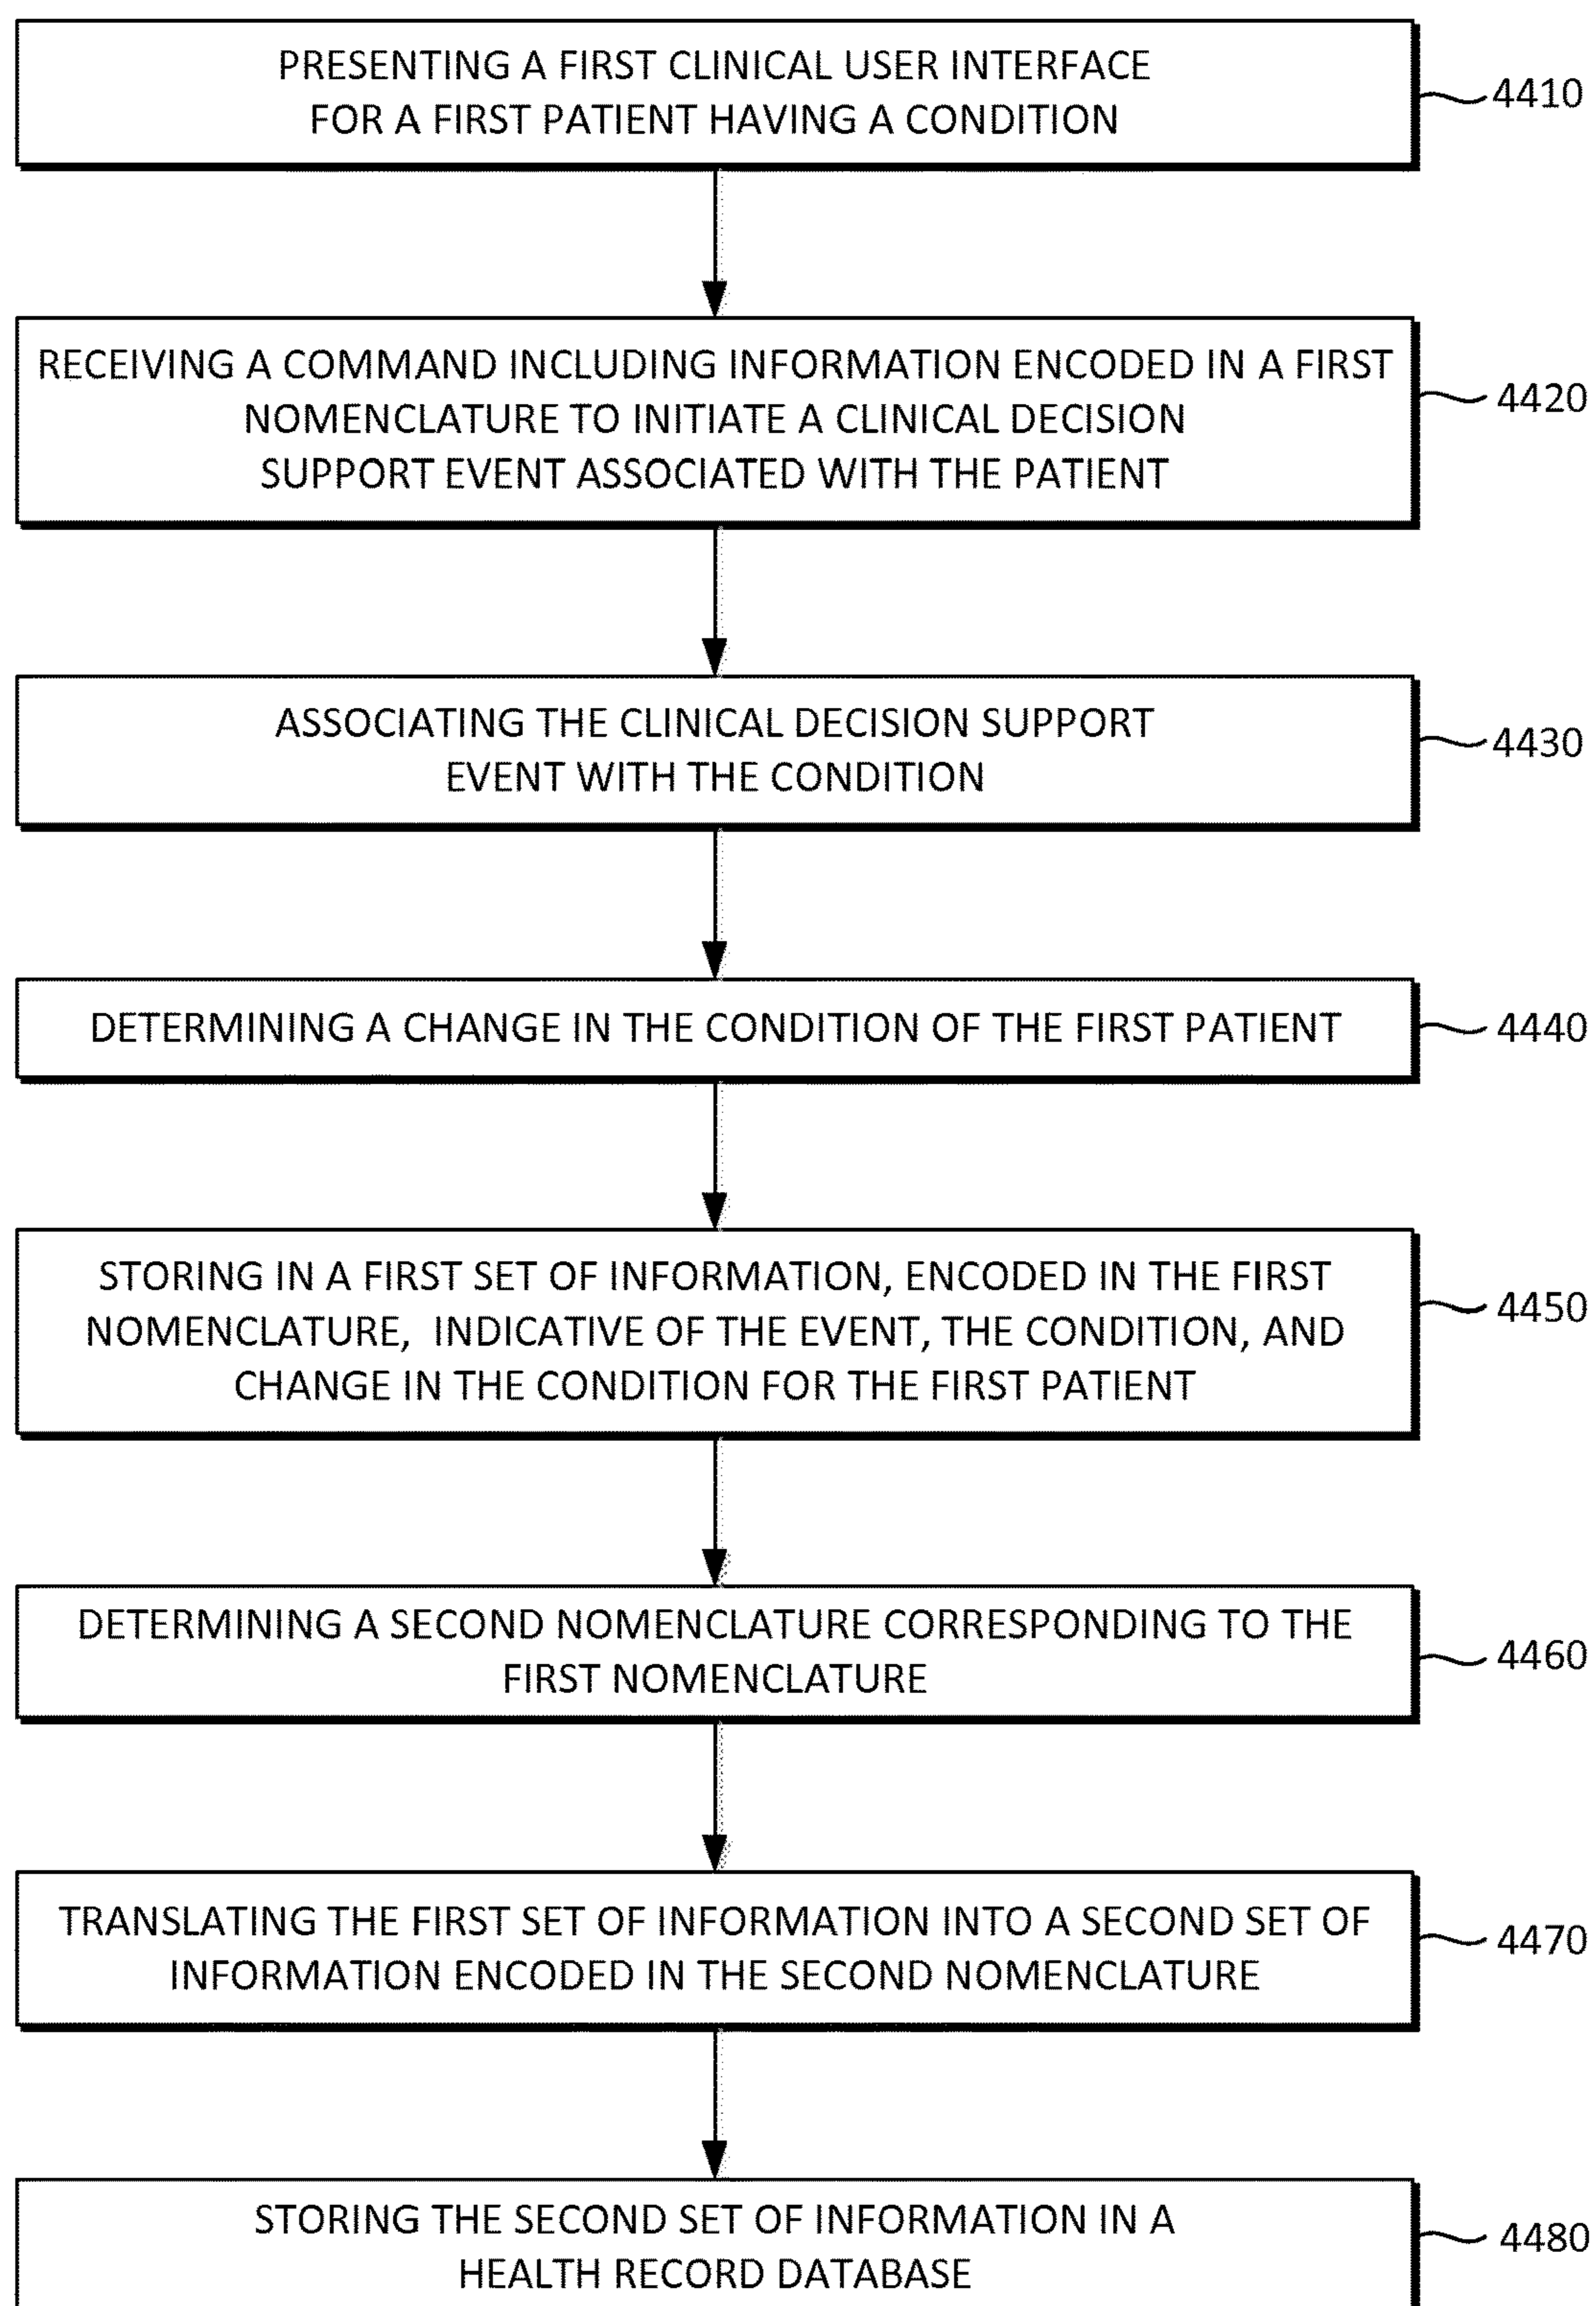 PRESENTING A FIRST CLINICAL USER INTERFACE
FOR A FIRST PATIENT HAVING A CONDITION
4410
RECEIVING A COMMAND INCLUDING INFORMATION ENCODED IN A FIRST
NOMENCLATURE TO INITIATE A CLINICAL DECISION
SUPPORT EVENT ASSOCIATED WITH THE PATIENT
4420
ASSOCIATING THE CLINICAL DECISION SUPPORT
EVENT WITH THE CONDITION
4430
DETERMINING A CHANGE IN THE CONDITION OF THE FIRST PATIENT
4440
STORING IN A FIRST SET OF INFORMATION, ENCODED IN THE FIRST
NOMENCLATURE, INDICATIVE OF THE EVENT, THE CONDITION, AND
CHANGE IN THE CONDITION FOR THE FIRST PATIENT
4450
DETERMINING A SECOND NOMENCLATURE CORRESPONDING TO THE
FIRST NOMENCLATURE
4460
TRANSLATING THE FIRST SET OF INFORMATION INTO A SECOND SET OF
INFORMATION ENCODED IN THE SECOND NOMENCLATURE
4470
STORING THE SECOND SET OF INFORMATION IN A
HEALTH RECORD DATABASE
4480